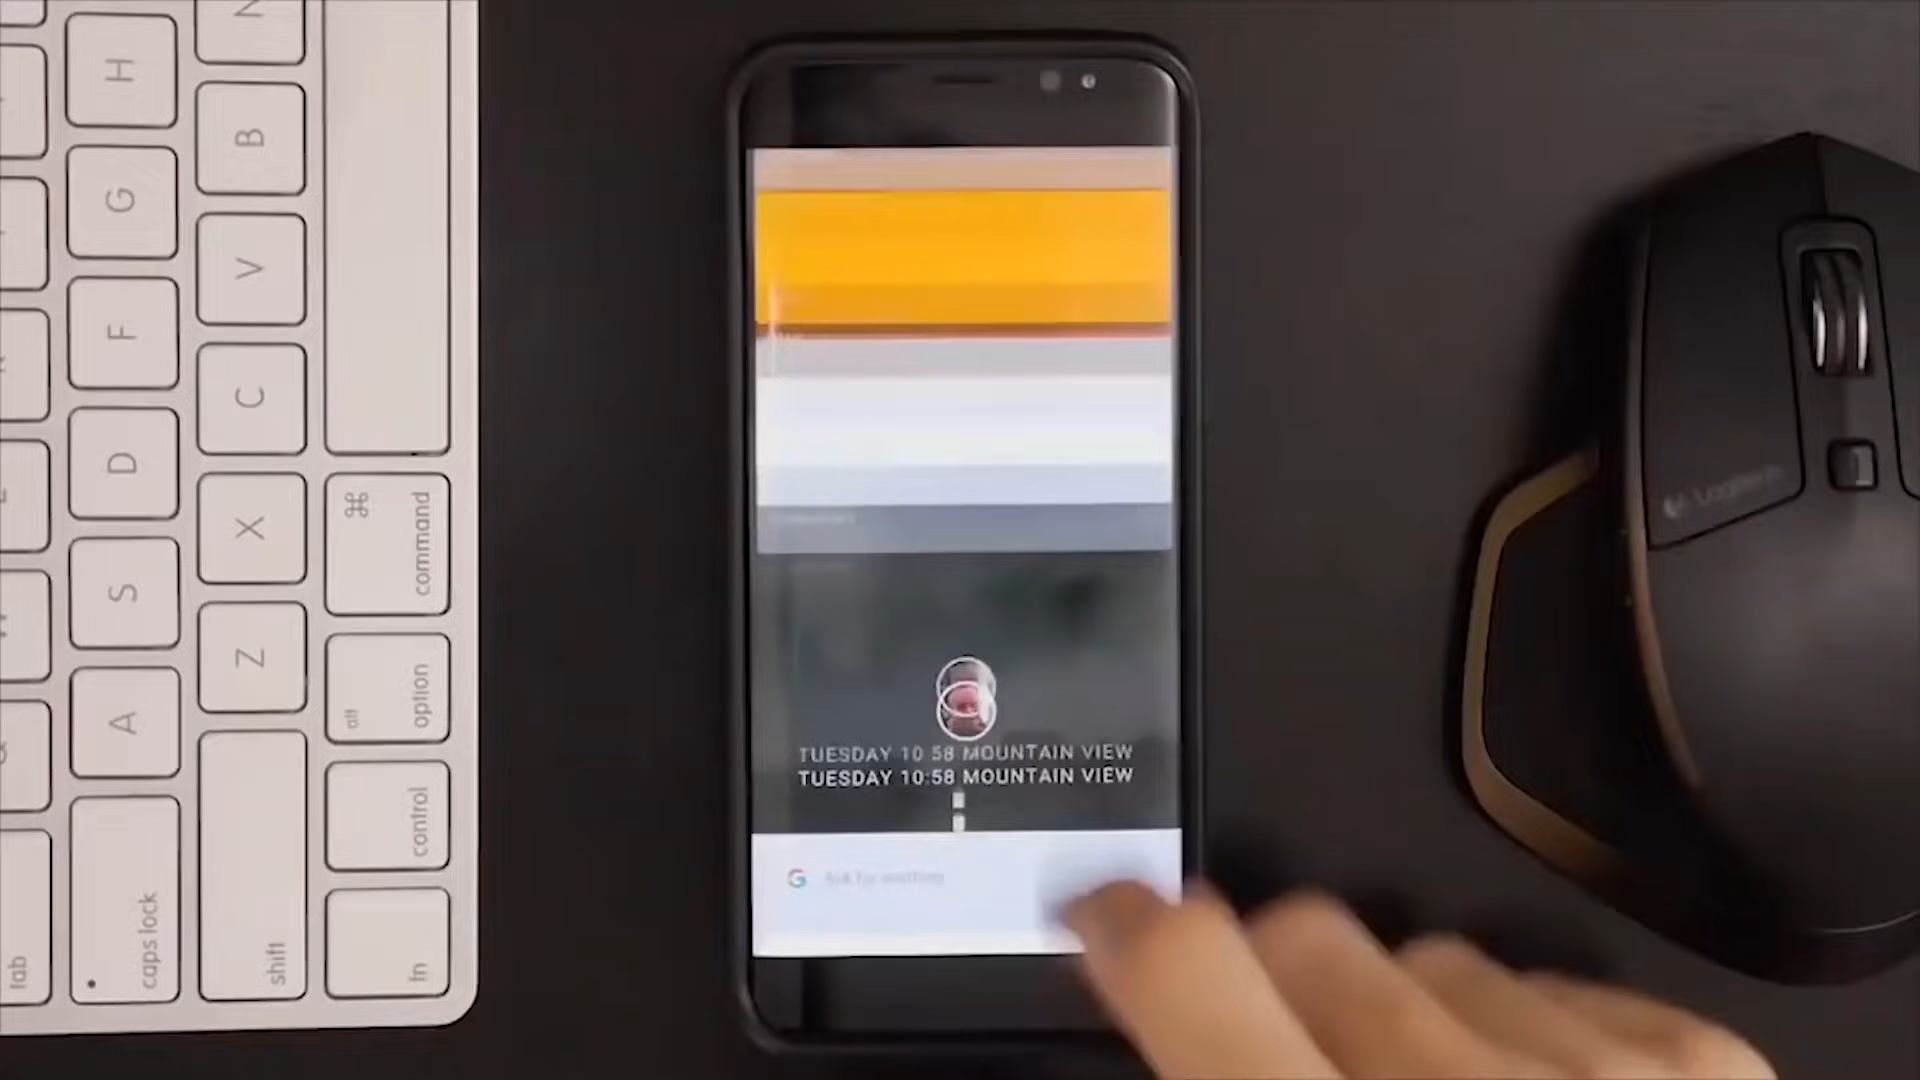 H
N
G
B
F
V
D
C
S
X
⌘ command
A
Z
alt option
caps lock
shift
control
tab
fn
Logitech
TUESDAY 10 58 MOUNTAIN VIEW
TUESDAY 10:58 MOUNTAIN VIEW
G